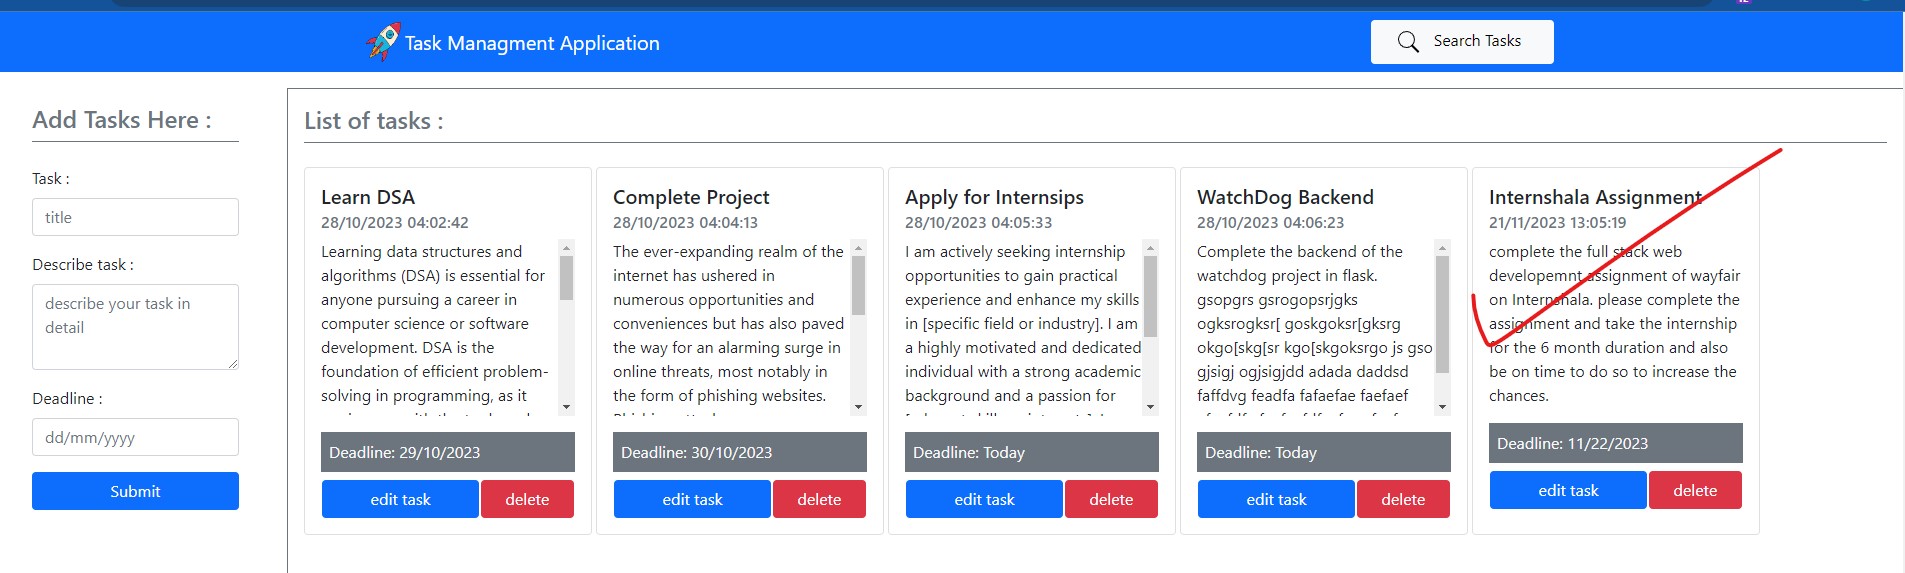 Task Managment Application
Search Tasks
Add Tasks Here :
Task :
title
Describe task :
describe your task in
detail
Deadline :
dd/mm/yyyy
Submit
List of tasks :
Learn DSA
28/10/2023 04:02:42
Learning data structures and
algorithms (DSA) is essential for
anyone pursuing a career in
computer science or software
development. DSA is the
foundation of efficient problem-
solving in programming, as it
Deadline: 29/10/2023
edit task
delete
Complete Project
28/10/2023 04:04:13
The ever-expanding realm of the
internet has ushered in
numerous opportunities and
conveniences but has also paved
the way for an alarming surge in
online threats, most notably in
the form of phishing websites.
Deadline: 30/10/2023
edit task
delete
Apply for Internsips
28/10/2023 04:05:33
I am actively seeking internship
opportunities to gain practical
experience and enhance my skills
in [specific field or industry]. I am
a highly motivated and dedicated
individual with a strong academic
background and a passion for
Deadline: Today
edit task
delete
WatchDog Backend
28/10/2023 04:06:23
Complete the backend of the
watchdog project in flask.
gsopgrs gsrogopsrjgks
ogksrogksr[ goskgoksr[gksrg
okgo[skg[sr kgo[skgoksrgo js gso
gjsigj ogjsigjdd adada daddsd
faffdvg feadfa fafaefae faefaef
Deadline: Today
edit task
delete
Internshala Assignment
21/11/2023 13:05:19
complete the full stack web
developemnt assignment of wayfair
on Internshala. please complete the
assignment and take the internship
for the 6 month duration and also
be on time to do so to increase the
chances.
Deadline: 11/22/2023
edit task
delete